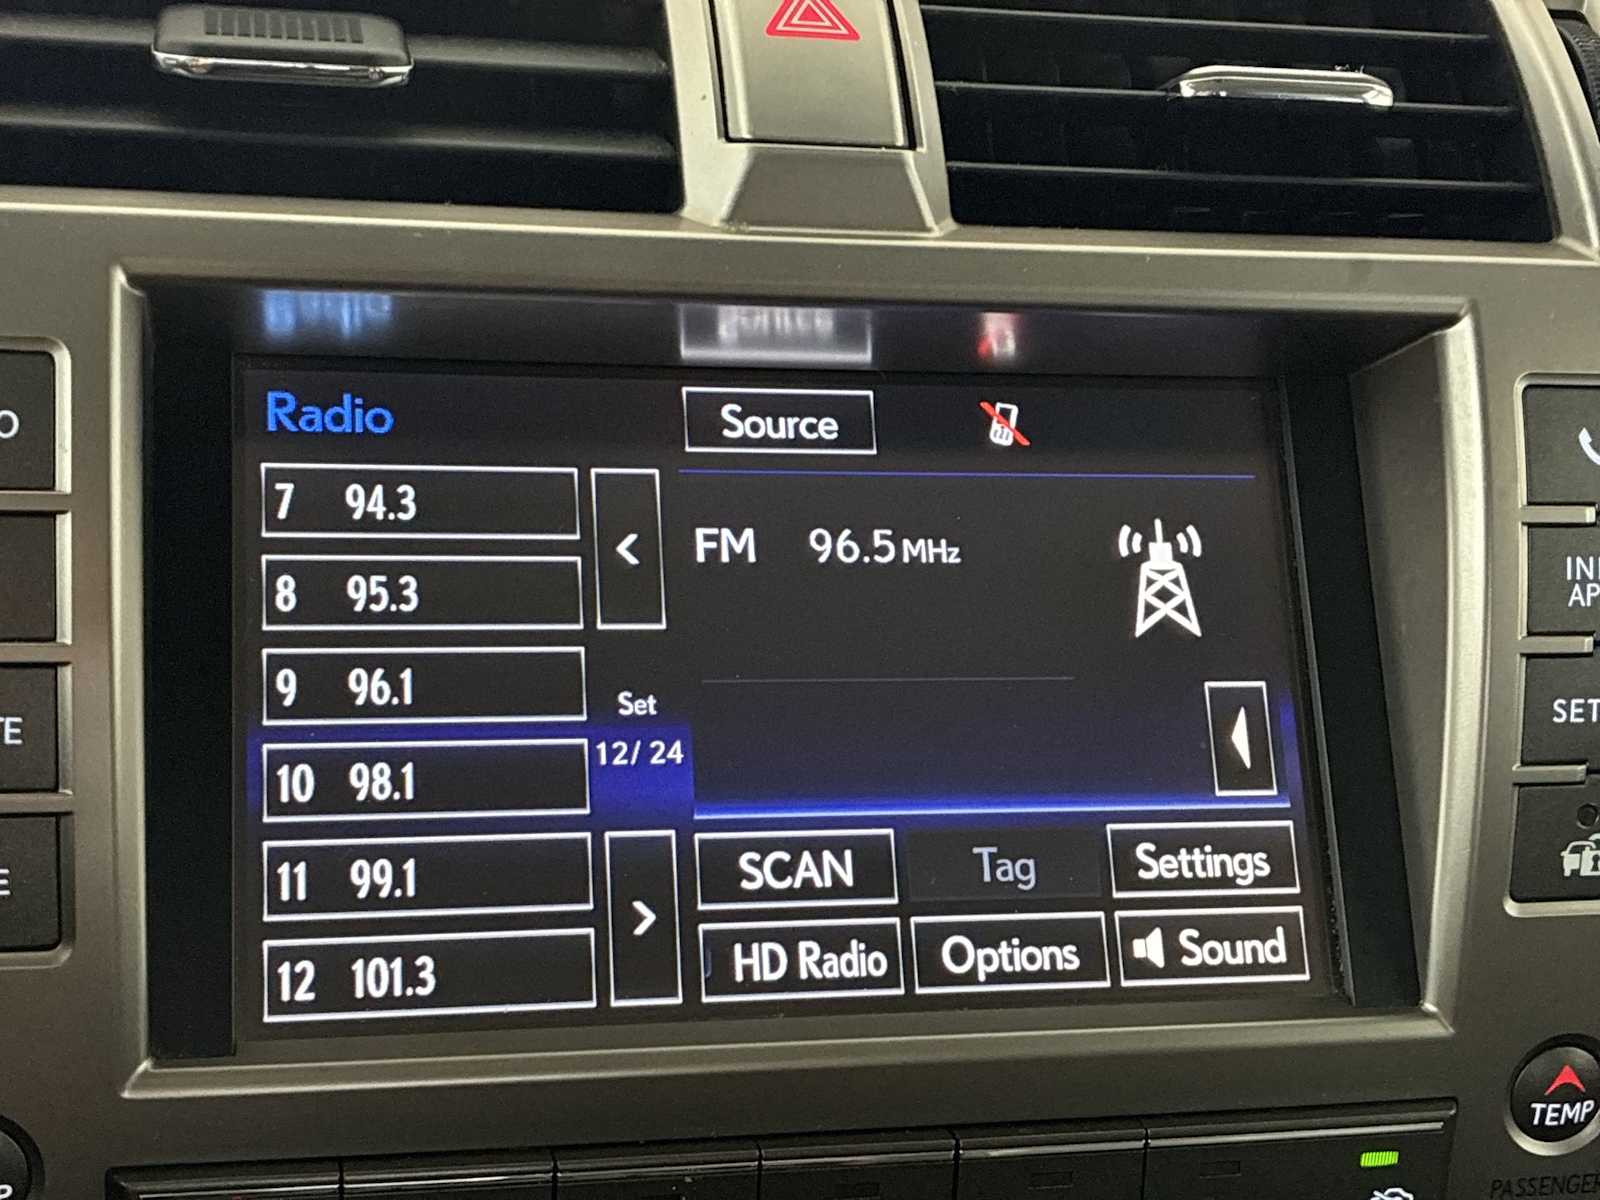 Radio
Source
7 94.3
8 95.3
9 96.1
10 98.1
11 99.1
12 101.3
<
Set
12/ 24
>
FM 96.5 MHz
SCAN
Tag
Settings
HD Radio
Options
Sound
SET
TEMP
PASSENGER